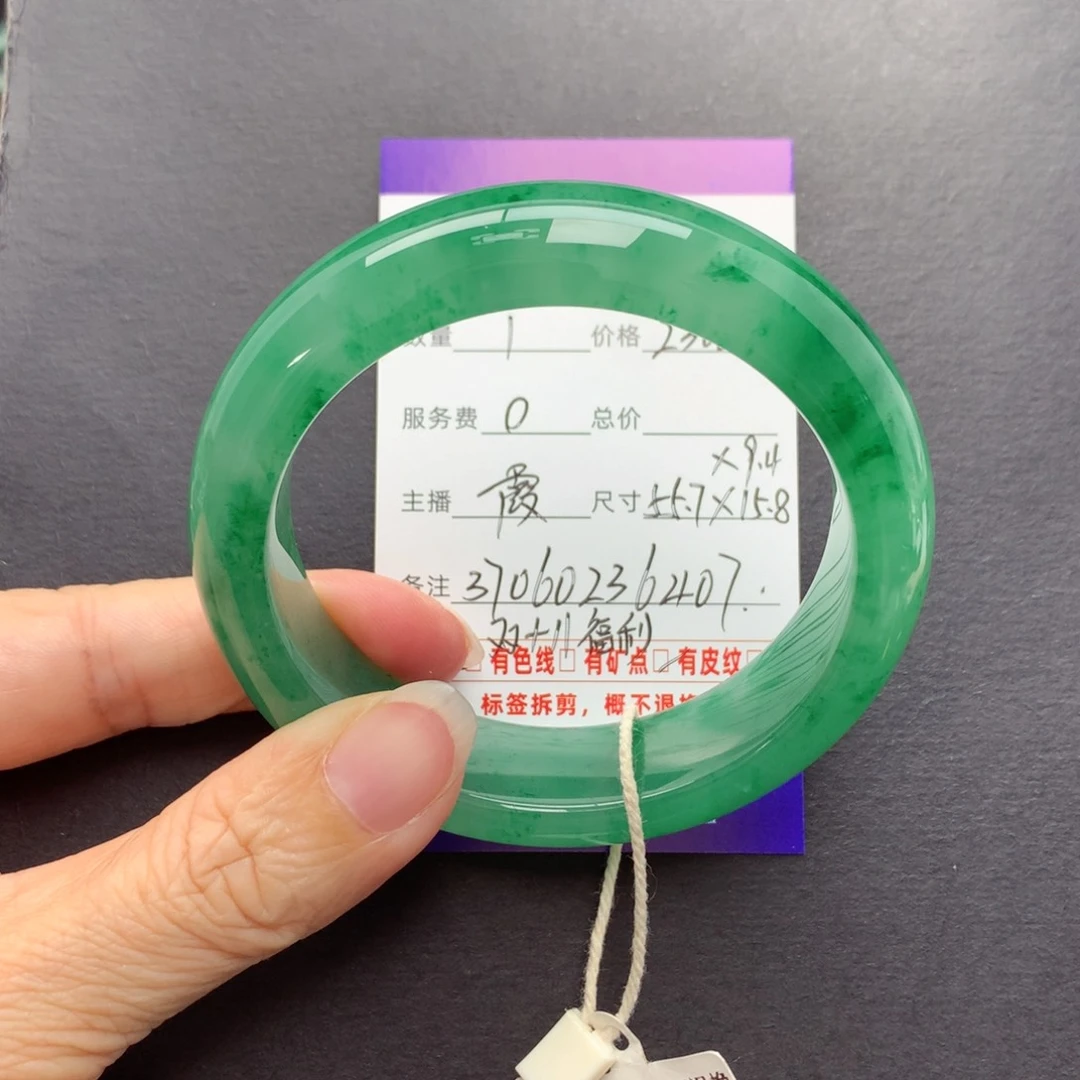 量 1 价格
服务费 0 总价
×9.4
主播 霞 尺寸 55.7×15.8
备注 370602362407.
双十八福利
□有色线□ 有矿点□ 有皮纹□
标签拆剪，概不退换